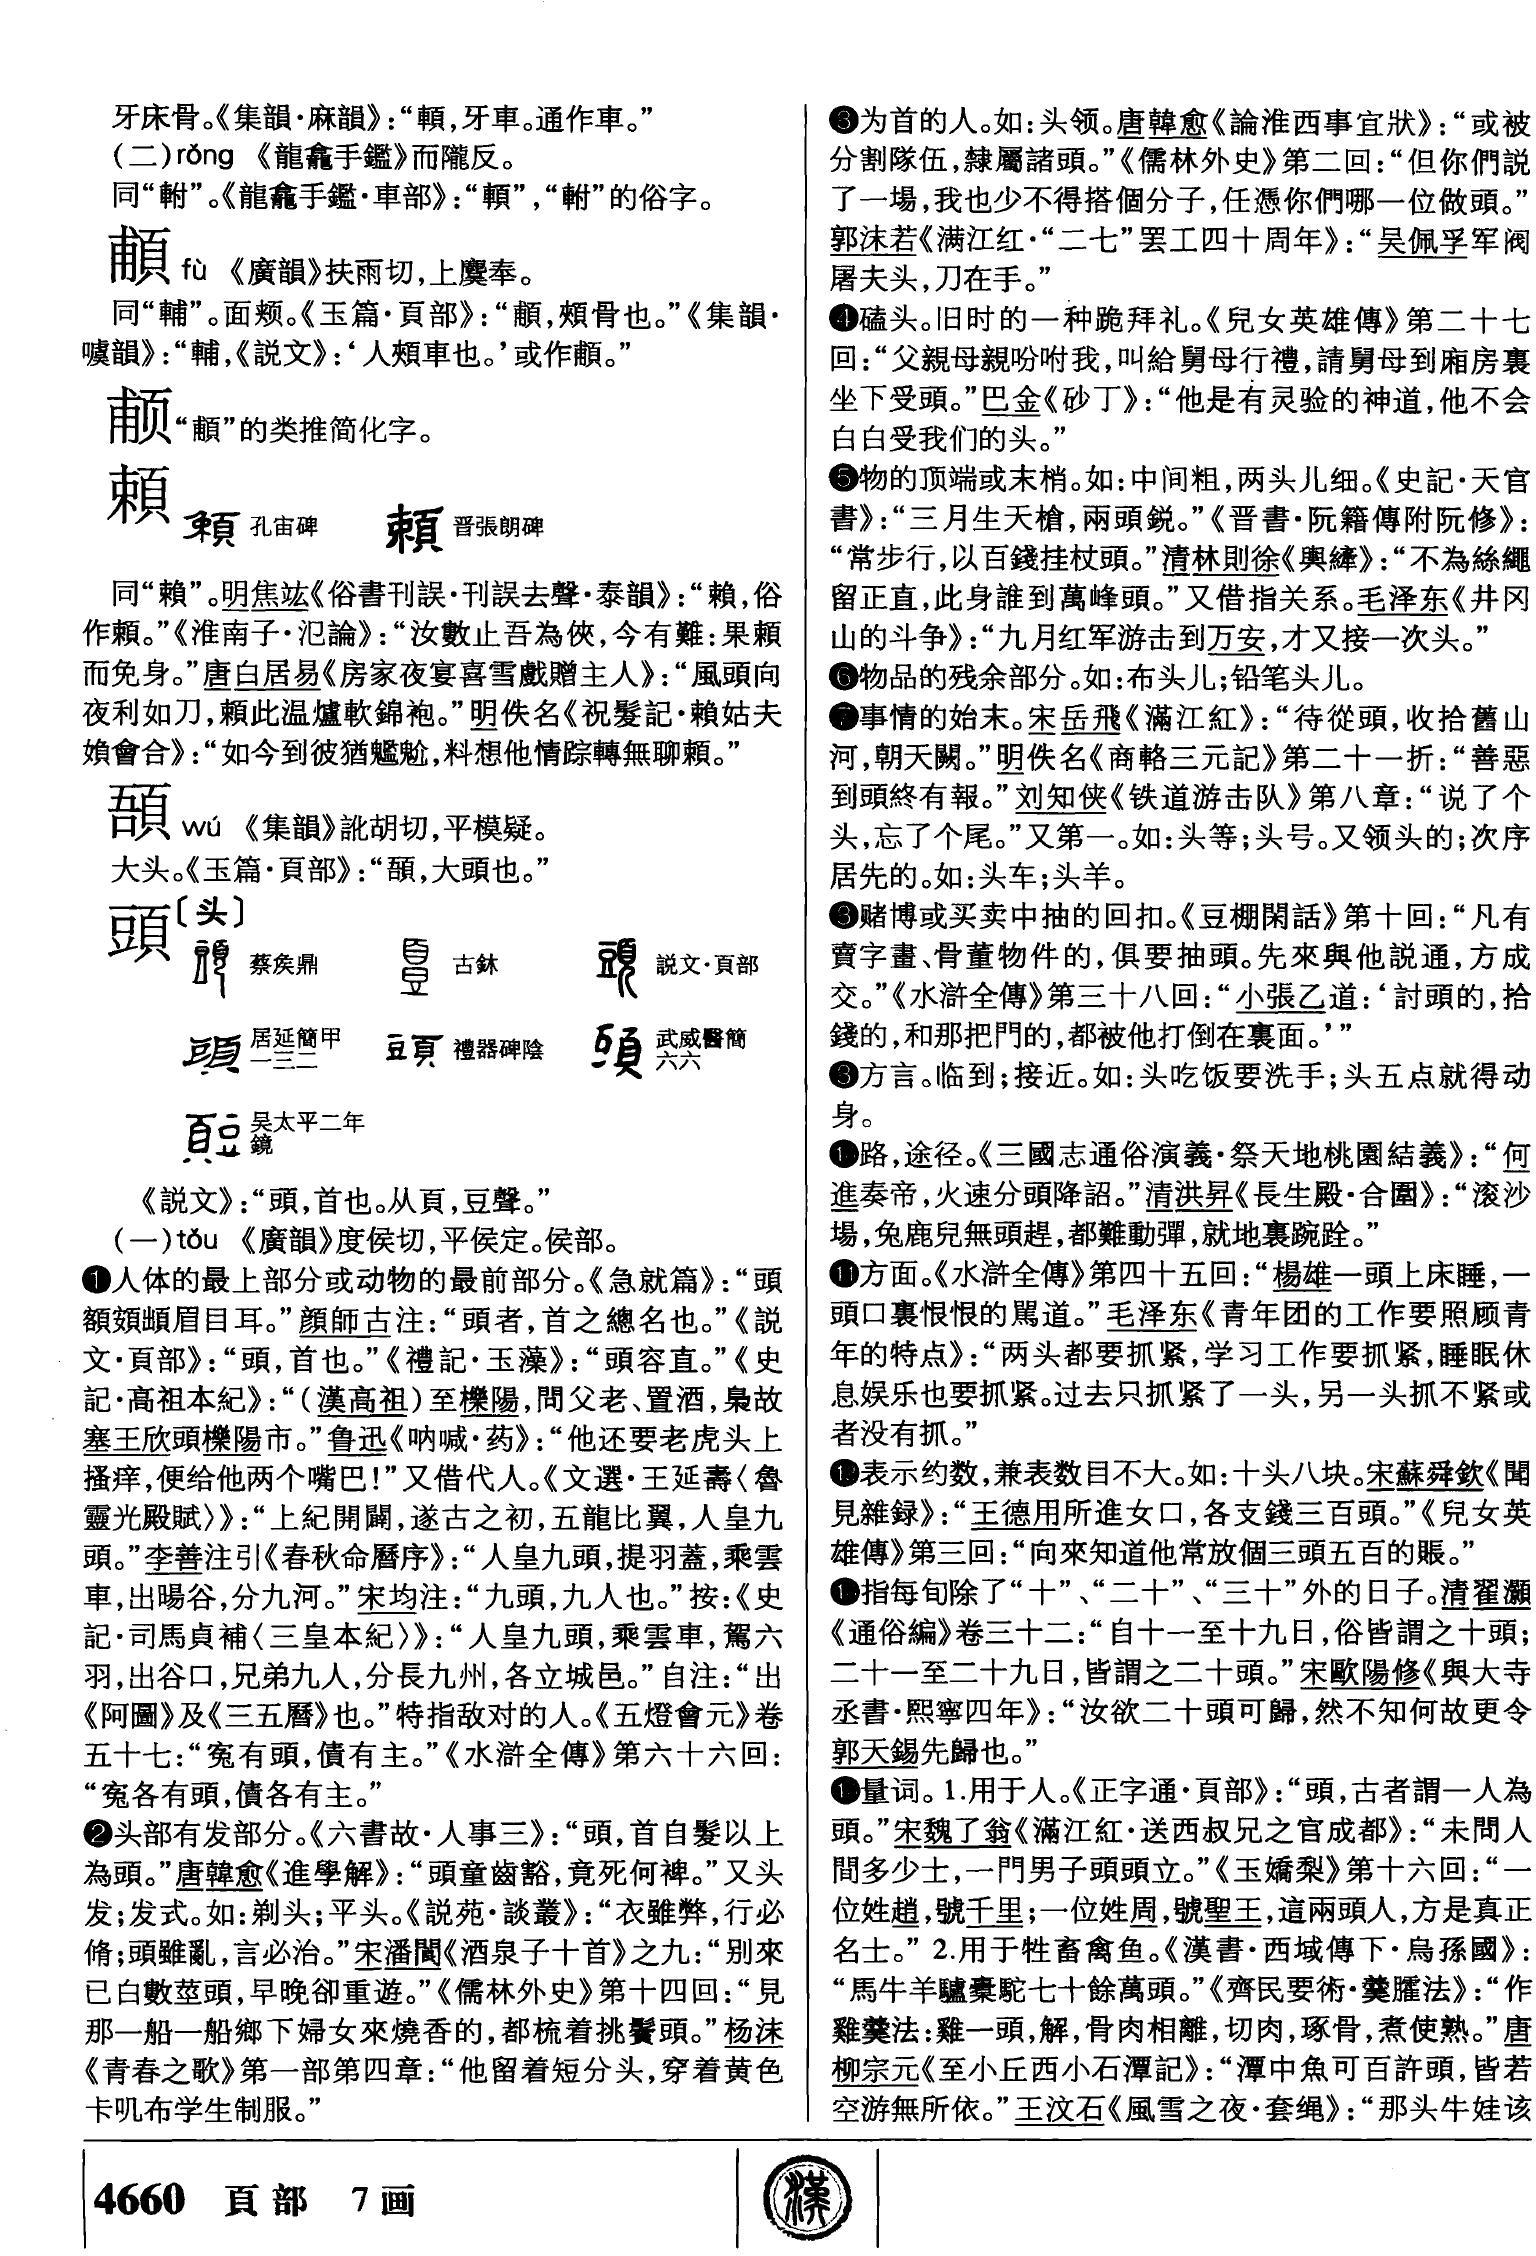 牙床骨。《集韻·麻韻》：“䡝，牙車。通作車。”
(二)rǒng 《龍龕手鑑》而隴反。
同“軵”。《龍龕手鑑·車部》：“䡝”，“軵”的俗字。
䩉 fù 《廣韻》扶雨切，上麌奉。
同“輔”。面颊。《玉篇·頁部》：“䩉，頰骨也。”《集韻·
噳韻》：“輔，《説文》：‘人頰車也。’或作䩉。”
“䩉”的类推简化字。
頼
頼 孔宙碑 頼 晋張朗碑
同“賴”。明焦竑《俗書刊誤·刊誤去聲·泰韻》：“賴，俗
作頼。”《淮南子·氾論》：“汝數止吾為俠，今有難：果頼
而免身。”唐白居易《房家夜宴喜雪戲贈主人》：“風頭向
夜利如刀，頼此温爐軟錦袍。”明佚名《祝髮記·賴姑夫
媍會合》：“如今到彼猶魀魀，料想他情踪轉無聊頼。”
䫓 wú 《集韻》訛胡切，平模疑。
大头。《玉篇·頁部》：“䫓，大頭也。”
頭〔头〕
蔡矦鼎 古鉨 説文·頁部
居延簡甲一三二 禮器碑陰 武威醫簡六六
吴太平二年鏡
《説文》：“頭，首也。从頁，豆聲。”
(一)tóu 《廣韻》度侯切，平侯定。侯部。
❶人体的最上部分或动物的最前部分。《急就篇》：“頭
額頞䪼眉目耳。”顔師古注：“頭者，首之總名也。”《説
文·頁部》：“頭，首也。”《禮記·玉藻》：“頭容直。”《史
記·高祖本紀》：“(漢高祖)至櫟陽，問父老、置酒，梟故
塞王欣頭櫟陽市。”鲁迅《呐喊·药》：“他还要老虎头上
搔痒，便给他两个嘴巴！”又借代人。《文選·王延壽〈魯
靈光殿賦〉》：“上紀開闢，遂古之初，五龍比翼，人皇九
頭。”李善注引《春秋命曆序》：“人皇九頭，提羽蓋，乘雲
車，出暘谷，分九河。”宋均注：“九頭，九人也。”按：《史
記·司馬貞補〈三皇本紀〉》：“人皇九頭，乘雲車，駕六
羽，出谷口，兄弟九人，分長九州，各立城邑。”自注：“出
《阿圖》及《三五曆》也。”特指敌对的人。《五燈會元》卷
五十七：“寃有頭，債有主。”《水滸全傳》第六十六回：
“寃各有頭，債各有主。”
❷头部有发部分。《六書故·人事三》：“頭，首自髮以上
為頭。”唐韓愈《進學解》：“頭童齒豁，竟死何裨。”又头
发；发式。如：剃头；平头。《説苑·談叢》：“衣雖弊，行必
脩；頭雖亂，言必治。”宋潘閬《酒泉子十首》之九：“别來
已白數莖頭，早晚卻重遊。”《儒林外史》第十四回：“見
那一船一船鄉下婦女來燒香的，都梳着挑鬢頭。”杨沫
《青春之歌》第一部第四章：“他留着短分头，穿着黄色
卡叽布学生制服。”
❸为首的人。如：头领。唐韓愈《論淮西事宜狀》：“或被
分割隊伍，隸屬諸頭。”《儒林外史》第二回：“但你們説
了一場，我也少不得搭個分子，任憑你們哪一位做頭。”
郭沫若《满江红·“二七”罢工四十周年》：“吴佩孚军阀
屠夫头，刀在手。”
❹磕头。旧时的一种跪拜礼。《兒女英雄傳》第二十七
回：“父親母親吩咐我，叫給舅母行禮，請舅母到廂房裏
坐下受頭。”巴金《砂丁》：“他是有灵验的神道，他不会
白白受我们的头。”
❺物的顶端或末梢。如：中间粗，两头儿细。《史記·天官
書》：“三月生天槍，兩頭鋭。”《晋書·阮籍傳附阮修》：
“常步行，以百錢挂杖頭。”清林則徐《輿縴》：“不為絲繩
留正直，此身誰到萬峰頭。”又借指关系。毛泽东《井冈
山的斗争》：“九月红军游击到万安，才又接一次头。”
❻物品的残余部分。如：布头儿；铅笔头儿。
❼事情的始末。宋岳飛《滿江紅》：“待從頭，收拾舊山
河，朝天闕。”明佚名《商輅三元記》第二十一折：“善惡
到頭終有報。”刘知侠《铁道游击队》第八章：“说了个
头，忘了个尾。”又第一。如：头等；头号。又领头的；次序
居先的。如：头车；头羊。
❽赌博或买卖中抽的回扣。《豆棚閑話》第十回：“凡有
賣字畫、骨董物件的，俱要抽頭。先來與他説通，方成
交。”《水滸全傳》第三十八回：“小張乙道：‘討頭的，拾
錢的，和那把門的，都被他打倒在裏面。’”
❾方言。临到；接近。如：头吃饭要洗手；头五点就得动
身。
❿路，途径。《三國志通俗演義·祭天地桃園結義》：“何
進奏帝，火速分頭降詔。”清洪昇《長生殿·合圍》：“滚沙
場，兔鹿兒無頭趕，都難動彈，就地裏踠跧。”
⓫方面。《水滸全傳》第四十五回：“楊雄一頭上床睡，一
頭口裏恨恨的駡道。”毛泽东《青年团的工作要照顾青
年的特点》：“两头都要抓紧，学习工作要抓紧，睡眠休
息娱乐也要抓紧。过去只抓紧了一头，另一头抓不紧或
者没有抓。”
⓬表示约数，兼表数目不大。如：十头八块。宋蘇舜欽《聞
見雜録》：“王德用所進女口，各支錢三百頭。”《兒女英
雄傳》第三回：“向來知道他常放個三頭五百的賬。”
⓭指每旬除了“十”、“二十”、“三十”外的日子。清翟灝
《通俗編》卷三十二：“自十一至十九日，俗皆謂之十頭；
二十一至二十九日，皆謂之二十頭。”宋歐陽修《與大寺
丞書·熙寧四年》：“汝欲二十頭可歸，然不知何故更令
郭天錫先歸也。”
⓮量词。1.用于人。《正字通·頁部》：“頭，古者謂一人為
頭。”宋魏了翁《滿江紅·送西叔兄之官成都》：“未問人
間多少士，一門男子頭頭立。”《玉嬌梨》第十六回：“一
位姓趙，號千里；一位姓周，號聖王，這兩頭人，方是真正
名士。” 2.用于牲畜禽鱼。《漢書·西域傳下·烏孫國》：
“馬牛羊驢橐駝七十餘萬頭。”《齊民要術·羹臛法》：“作
雞羹法：雞一頭，解，骨肉相離，切肉，琢骨，煮使熟。”唐
柳宗元《至小丘西小石潭記》：“潭中魚可百許頭，皆若
空游無所依。”王汶石《風雪之夜·套绳》：“那头牛娃该
4660 頁部 7画
漢